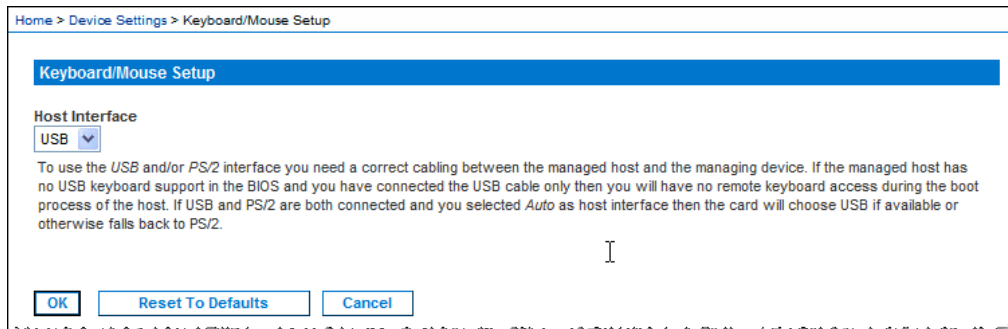 Home > Device Settings > Keyboard/Mouse Setup
Keyboard/Mouse Setup
Host Interface
USB
To use the USB and/or PS/2 interface you need a correct cabling between the managed host and the managing device. If the managed host has
no USB keyboard support in the BIOS and you have connected the USB cable only then you will have no remote keyboard access during the boot
process of the host. If USB and PS/2 are both connected and you selected Auto as host interface then the card will choose USB if available or
otherwise falls back to PS/2.
OK Reset To Defaults Cancel